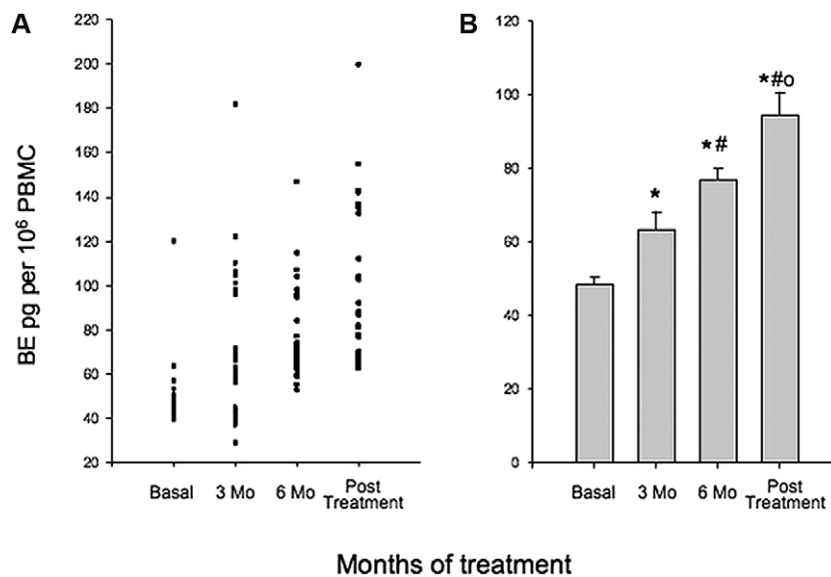 A
BE pg per 10⁶ PBMC
220
200
180
160
140
120
100
80
60
40
20
Basal
3 Mo
6 Mo
Post
Treatment
B
120
100
80
60
40
20
0
*
*#
*#o
Basal
3 Mo
6 Mo
Post
Treatment
Months of treatment